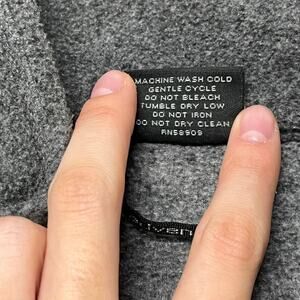 MACHINE WASH COLD
GENTLE CYCLE
DO NOT BLEACH
TUMBLE DRY LOW
DO NOT IRON
DO NOT DRY CLEAN
RN58909